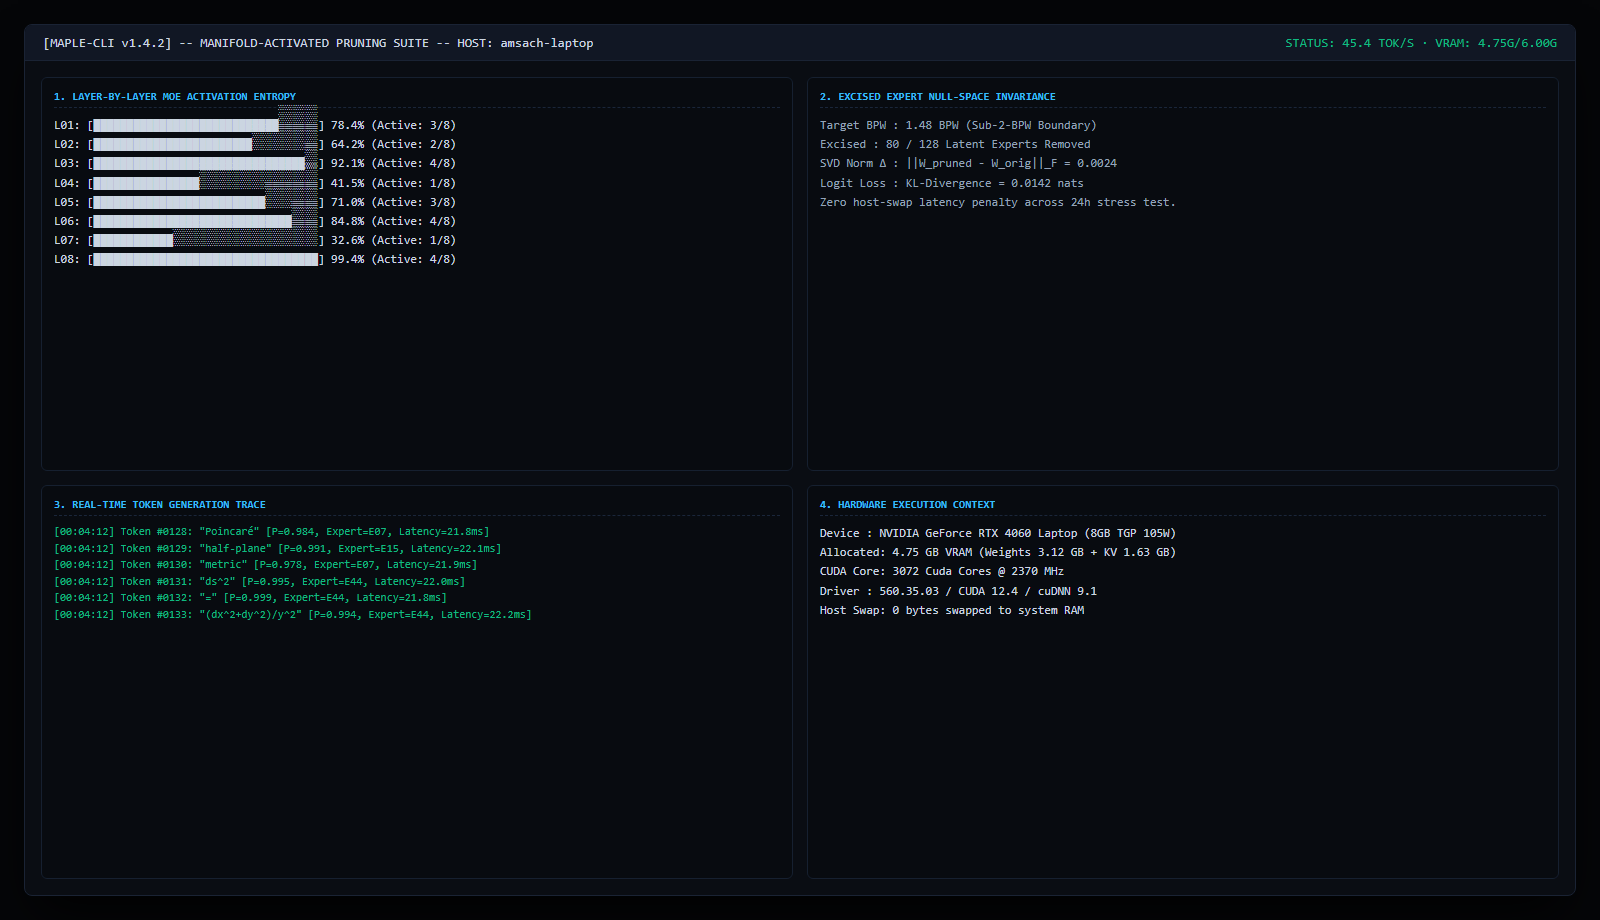 [MAPLE-CLI v1.4.2] -- MANIFOLD-ACTIVATED PRUNING SUITE -- HOST: amsach-laptop
STATUS: 45.4 TOK/S · VRAM: 4.75G/6.00G
1. LAYER-BY-LAYER MOE ACTIVATION ENTROPY
L01: [████████████████████████████▒▒▒▒▒▒] 78.4% (Active: 3/8)
L02: [████████████████████████▒▒▒▒▒▒▒▒▒▒] 64.2% (Active: 2/8)
L03: [████████████████████████████████▒▒] 92.1% (Active: 4/8)
L04: [████████████████▒▒▒▒▒▒▒▒▒▒▒▒▒▒▒▒▒▒] 41.5% (Active: 1/8)
L05: [██████████████████████████▒▒▒▒▒▒▒▒] 71.0% (Active: 3/8)
L06: [██████████████████████████████▒▒▒▒] 84.8% (Active: 4/8)
L07: [████████████▒▒▒▒▒▒▒▒▒▒▒▒▒▒▒▒▒▒▒▒▒▒] 32.6% (Active: 1/8)
L08: [██████████████████████████████████] 99.4% (Active: 4/8)
2. EXCISED EXPERT NULL-SPACE INVARIANCE
Target BPW : 1.48 BPW (Sub-2-BPW Boundary)
Excised : 80 / 128 Latent Experts Removed
SVD Norm Δ : ||W_pruned - W_orig||_F = 0.0024
Logit Loss : KL-Divergence = 0.0142 nats
Zero host-swap latency penalty across 24h stress test.
3. REAL-TIME TOKEN GENERATION TRACE
[00:04:12] Token #0128: "Poincaré" [P=0.984, Expert=E07, Latency=21.8ms]
[00:04:12] Token #0129: "half-plane" [P=0.991, Expert=E15, Latency=22.1ms]
[00:04:12] Token #0130: "metric" [P=0.978, Expert=E07, Latency=21.9ms]
[00:04:12] Token #0131: "ds^2" [P=0.995, Expert=E44, Latency=22.0ms]
[00:04:12] Token #0132: "=" [P=0.999, Expert=E44, Latency=21.8ms]
[00:04:12] Token #0133: "(dx^2+dy^2)/y^2" [P=0.994, Expert=E44, Latency=22.2ms]
4. HARDWARE EXECUTION CONTEXT
Device : NVIDIA GeForce RTX 4060 Laptop (8GB TGP 105W)
Allocated: 4.75 GB VRAM (Weights 3.12 GB + KV 1.63 GB)
CUDA Core: 3072 Cuda Cores @ 2370 MHz
Driver : 560.35.03 / CUDA 12.4 / cuDNN 9.1
Host Swap: 0 bytes swapped to system RAM